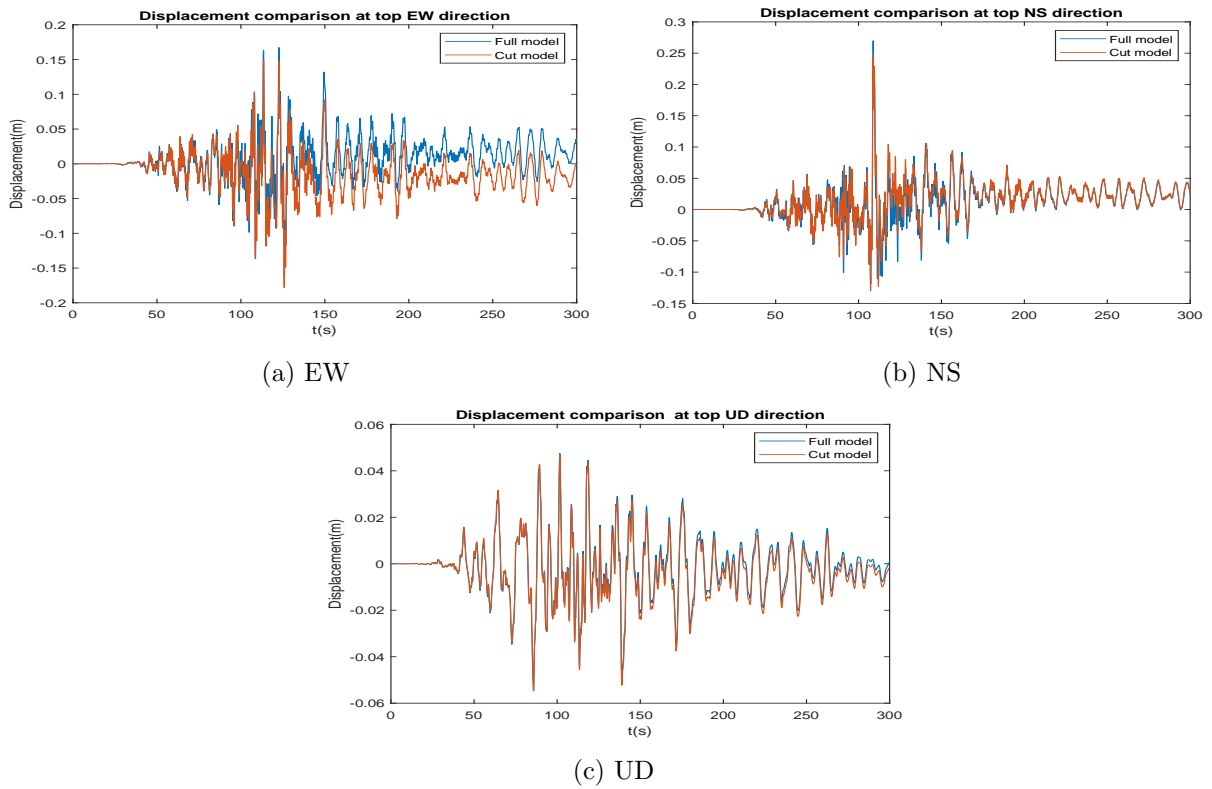 Displacement comparison at top EW direction
Full model
Cut model
0.2
0.15
0.1
0.05
0
-0.05
-0.1
-0.15
-0.2
Displacement(m)
0 50 100 150 200 250 300
t(s)
(a) EW
Displacement comparison at top NS direction
Full model
Cut model
0.3
0.25
0.2
0.15
0.1
0.05
0
-0.05
-0.1
-0.15
Displacement(m)
0 50 100 150 200 250 300
t(s)
(b) NS
Displacement comparison at top UD direction
Full model
Cut model
0.06
0.04
0.02
0
-0.02
-0.04
-0.06
Displacement(m)
0 50 100 150 200 250 300
t(s)
(c) UD